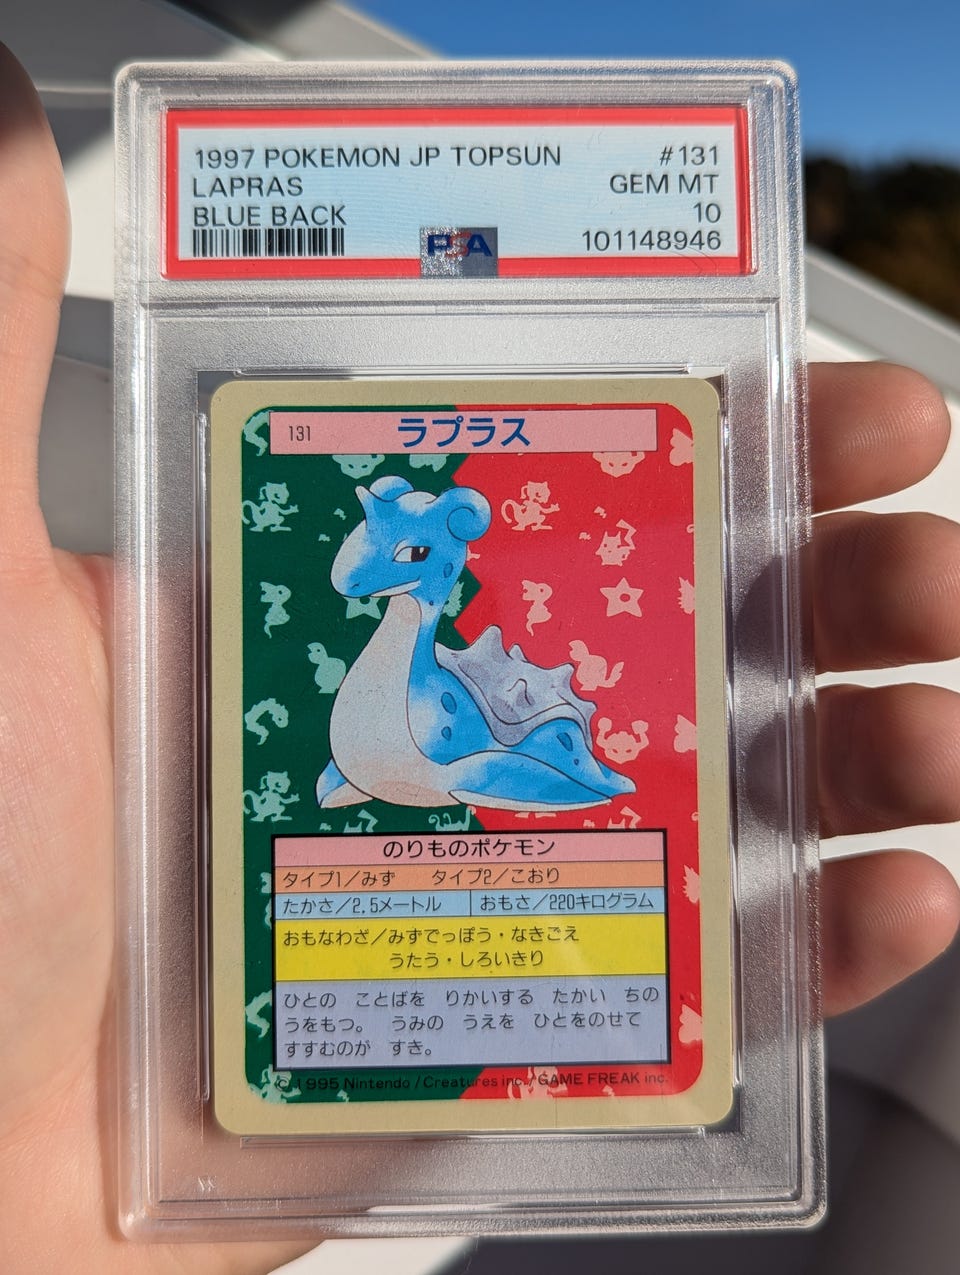 1997 POKEMON JP TOPSUN #131
LAPRAS GEM MT
BLUE BACK 10
101148946
PSA
131 ラプラス
のりものポケモン
タイプ1/みず タイプ2/こおり
たかさ/2.5メートル おもさ/220キログラム
おもなわざ/みずでっぽう・なきごえ
うたう・しろいきり
ひとの ことばを りかいする たかい ちの
うをもつ。 うみの うえを ひとをのせて
すすむのが すき。
© 1995 Nintendo/Creatures inc./GAME FREAK inc.